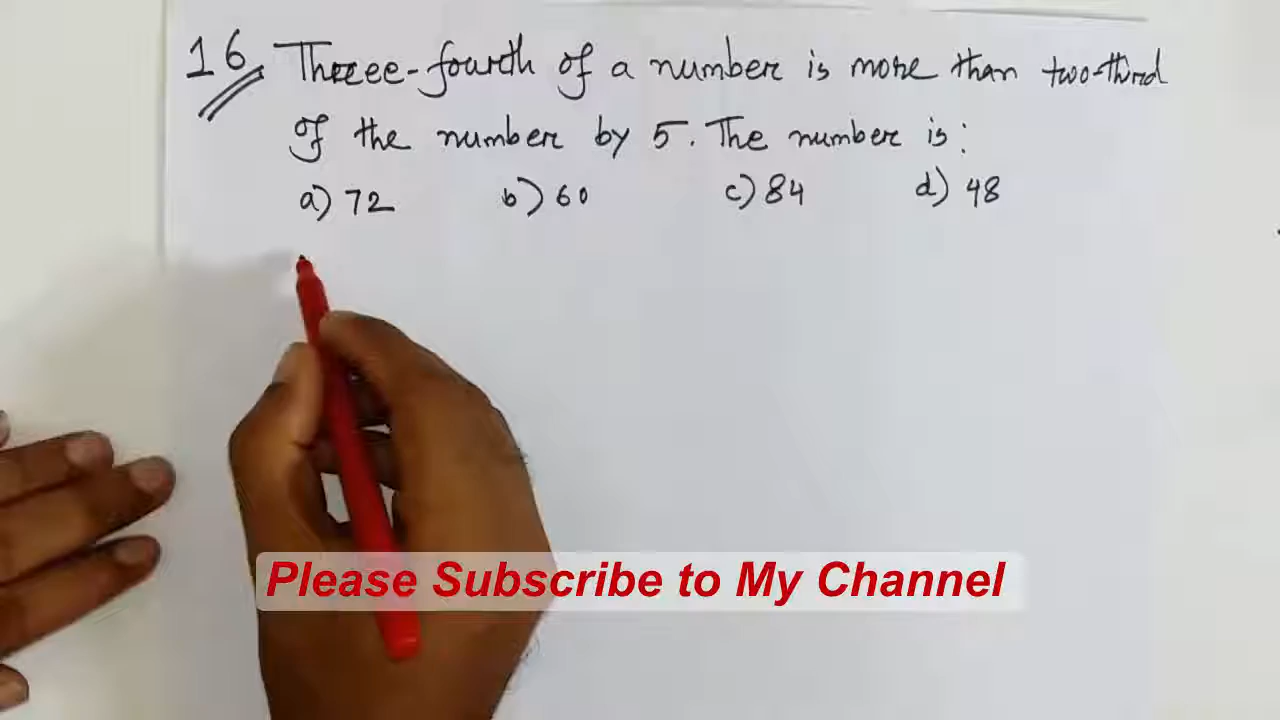 16 Threee-fourth of a number is more than two-third
of the number by 5. The number is:
a) 72 b) 60 c) 84 d) 48
Please Subscribe to My Channel